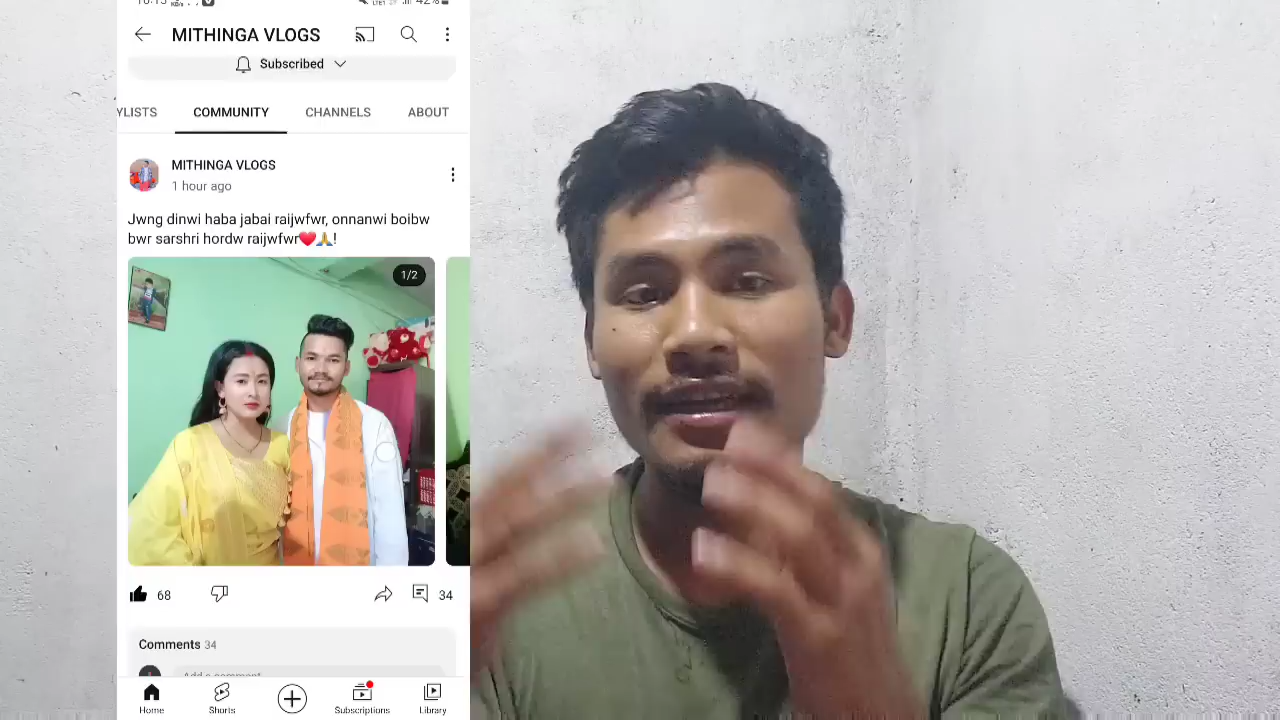 MITHINGA VLOGS
Subscribed
YLISTS COMMUNITY CHANNELS ABOUT
MITHINGA VLOGS
1 hour ago
Jwng dinwi haba jabai raijwfwr, onnanwi boibw
bwr sarshri hordw raijwfwr❤️🙏!
1/2
68
34
Comments 34
Home Shorts Subscriptions Library